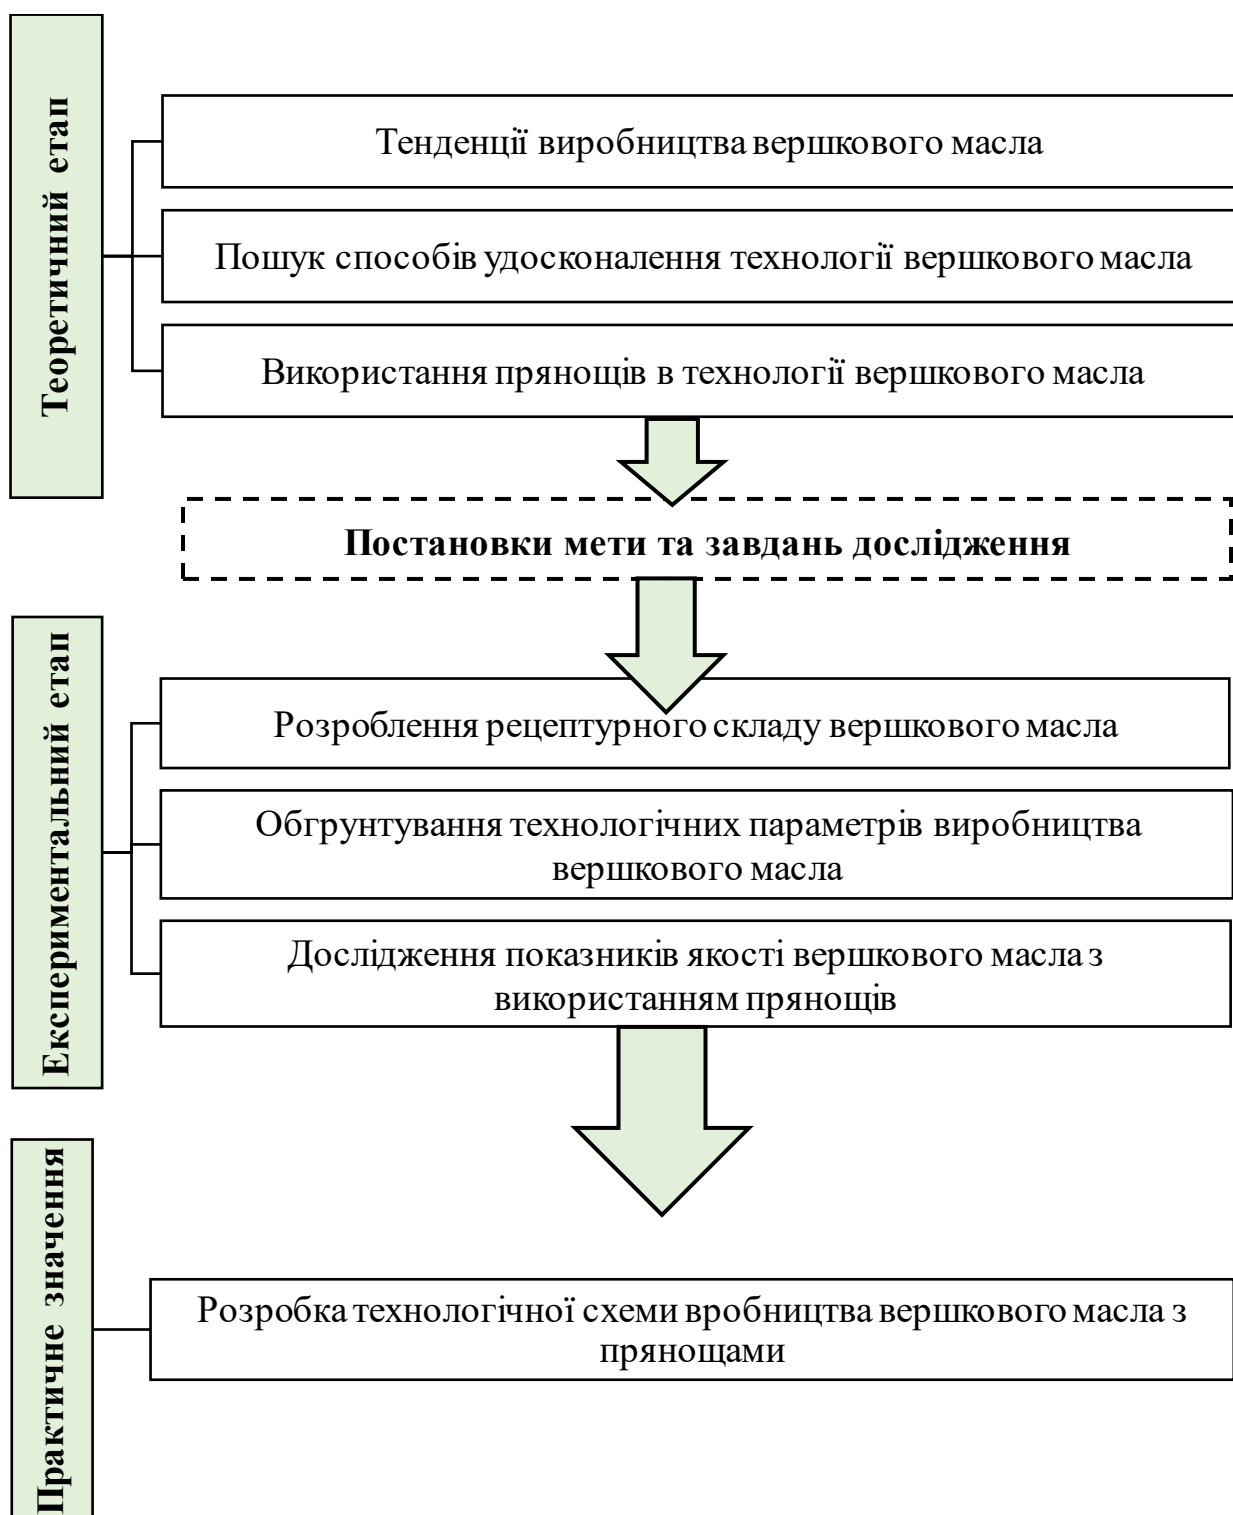 Теоретичний етап
Тенденції виробництва вершкового масла
Пошук способів удосконалення технології вершкового масла
Використання прянощів в технології вершкового масла
Постановки мети та завдань дослідження
Експериментальний етап
Розроблення рецептурного складу вершкового масла
Обгрунтування технологічних параметрів виробництва
вершкового масла
Дослідження показників якості вершкового масла з
використанням прянощів
Практичне значення
Розробка технологічної схеми вробництва вершкового масла з
прянощами